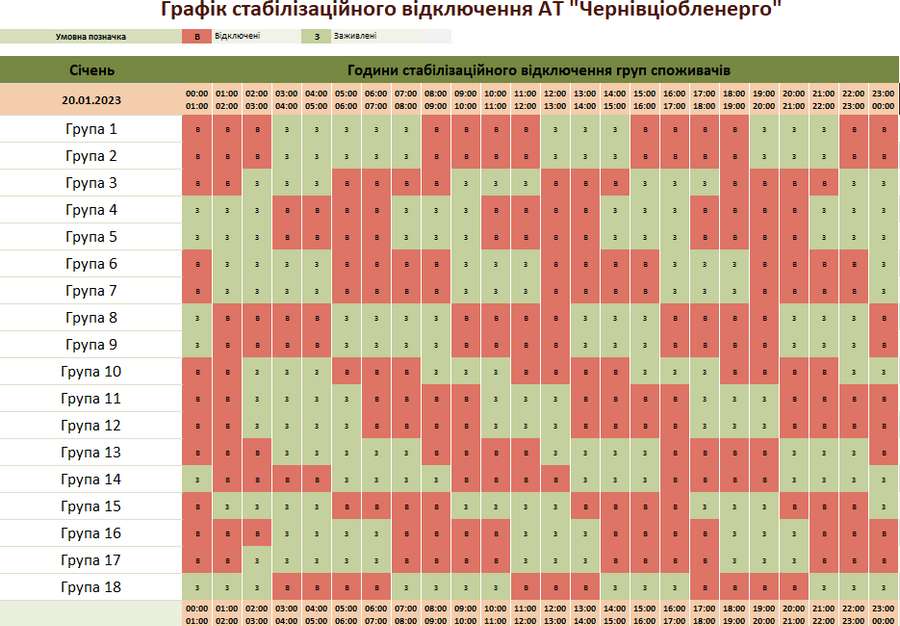 Графік стабілізаційного відключення АТ "Чернівціобленерго"
Умовна позначка В Відключені З Заживлені
Січень Години стабілізаційного відключення груп споживачів
20.01.2023 00:00 01:00 02:00 03:00 04:00 05:00 06:00 07:00 08:00 09:00 10:00 11:00 12:00 13:00 14:00 15:00 16:00 17:00 18:00 19:00 20:00 21:00 22:00 23:00
01:00 02:00 03:00 04:00 05:00 06:00 07:00 08:00 09:00 10:00 11:00 12:00 13:00 14:00 15:00 16:00 17:00 18:00 19:00 20:00 21:00 22:00 23:00 00:00
Група 1 В В В З З З З З В В В В З З З В В В В З З З В В
Група 2 В В В З З З З З В В В В З З З В В В В З З З В В
Група 3 В В З З З В В В В З З З В В В З З З В В В В З З
Група 4 З З З В В В В З З З В В В В З З З В В В В З З З
Група 5 З З З В В В В З З З В В В В З З З В В В В З З З
Група 6 В З З З З В В В В З З З В В В В З З З В В В В З
Група 7 В З З З З В В В В З З З В В В В З З З В В В В З
Група 8 З В В В В З З З З В В В В З З З В В В В З З З В
Група 9 З В В В В З З З З В В В В З З З В В В В З З З В
Група 10 В В З З З В В В З З З В В В В З З З В В В В З З
Група 11 В В З З З З В В В В З З З В В В В З З З В В В В
Група 12 В В З З З З В В В В З З З В В В В З З З В В В В
Група 13 В В В З З З З З В В В В З З З З В В В В З З З В
Група 14 З В В В В З З З З В В В В З З З В В В В З З З З
Група 15 В З З З З В В В В З З З З В В В В З З З В В В З
Група 16 В В В З З З З В В В В З З З В В В В З З З В В В
Група 17 В В З З З З З В В В В З З З В В В В З З З В В В
Група 18 З З З В В В В З З З З В В В З З З В В В В З З З
00:00 01:00 02:00 03:00 04:00 05:00 06:00 07:00 08:00 09:00 10:00 11:00 12:00 13:00 14:00 15:00 16:00 17:00 18:00 19:00 20:00 21:00 22:00 23:00
01:00 02:00 03:00 04:00 05:00 06:00 07:00 08:00 09:00 10:00 11:00 12:00 13:00 14:00 15:00 16:00 17:00 18:00 19:00 20:00 21:00 22:00 23:00 00:00